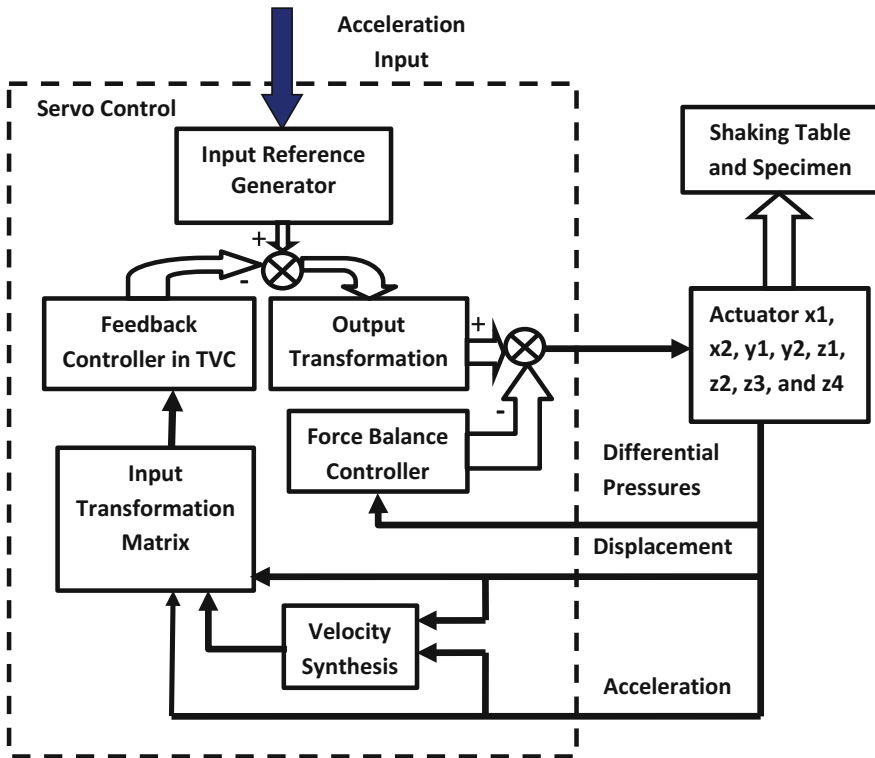 Acceleration
Input
Servo Control
Input Reference
Generator
Shaking Table
and Specimen
+
-
Feedback
Controller in TVC
Output
Transformation
+
-
Actuator x1,
x2, y1, y2, z1,
z2, z3, and z4
Force Balance
Controller
Differential
Pressures
Input
Transformation
Matrix
Displacement
Velocity
Synthesis
Acceleration